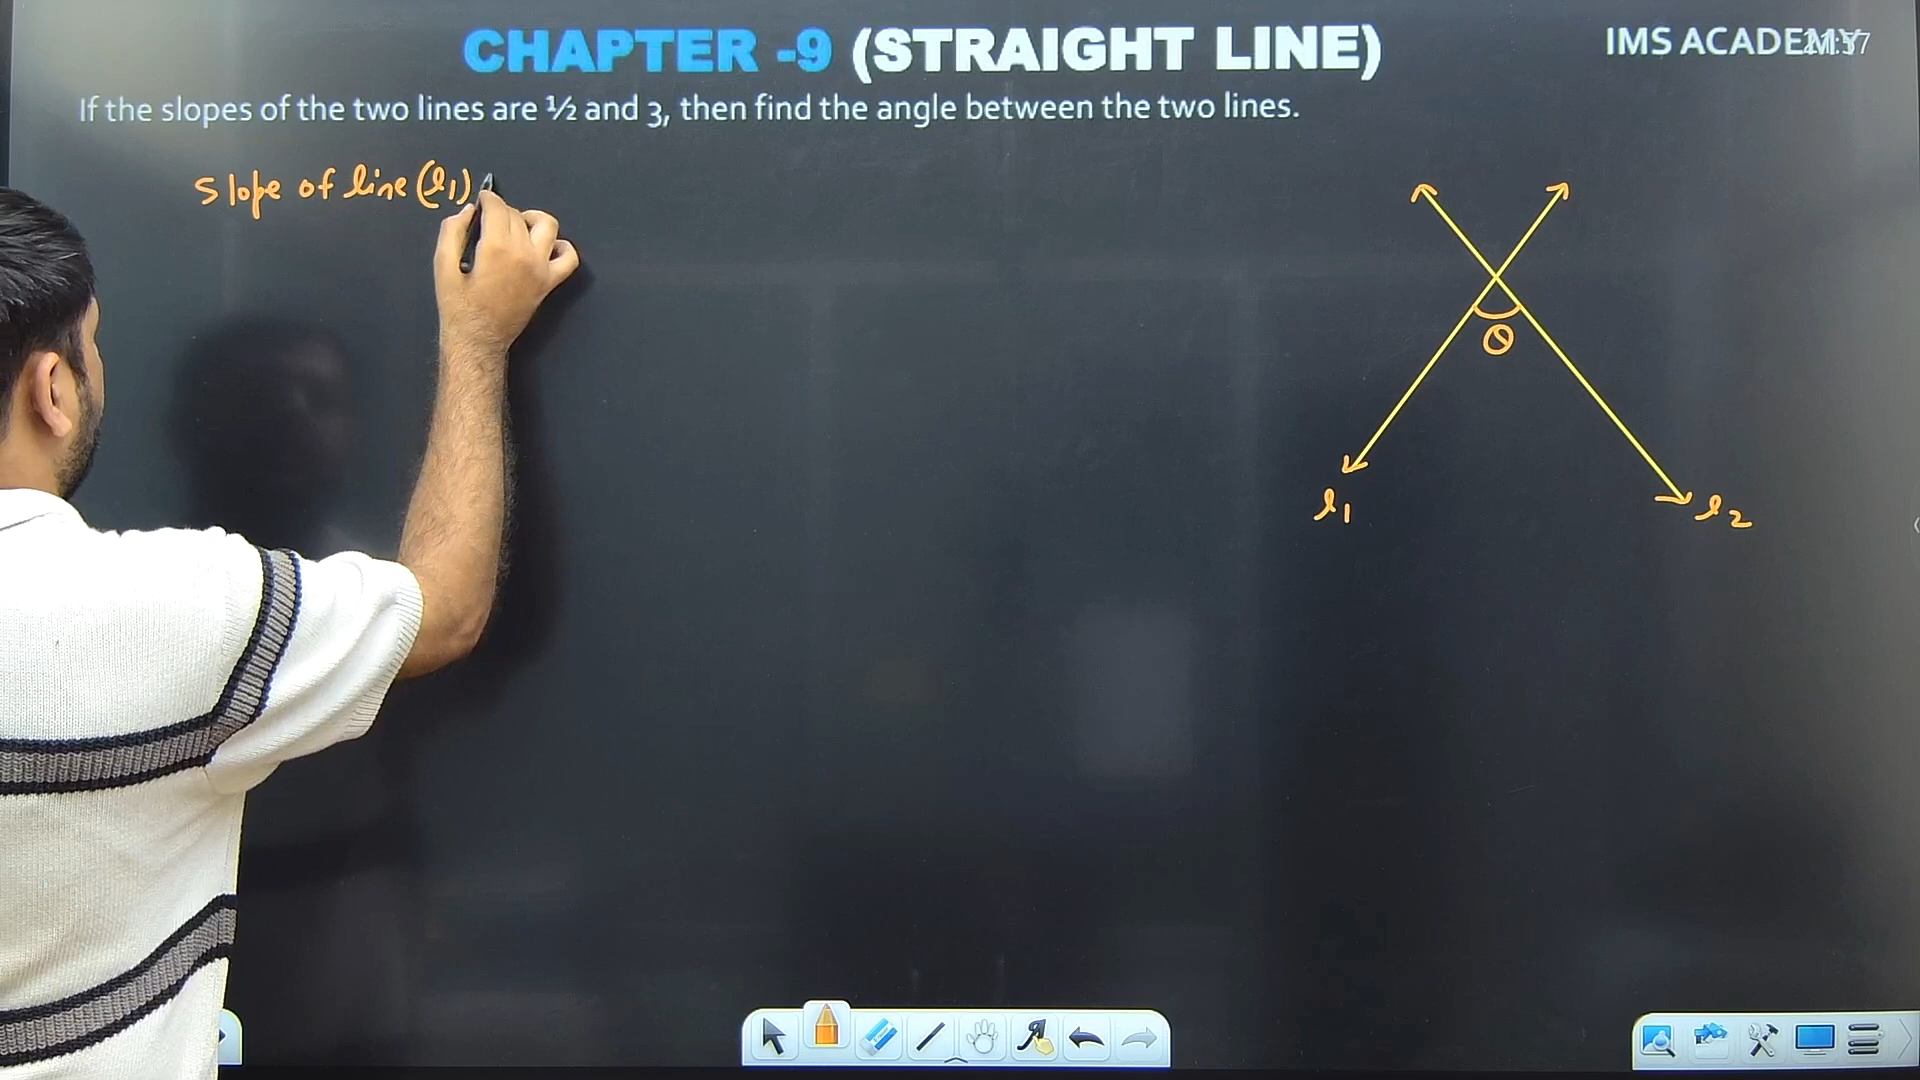 CHAPTER -9 (STRAIGHT LINE)
IMS ACADEMY
If the slopes of the two lines are ½ and 3, then find the angle between the two lines.
Slope of line (l1)
θ
l1
l2